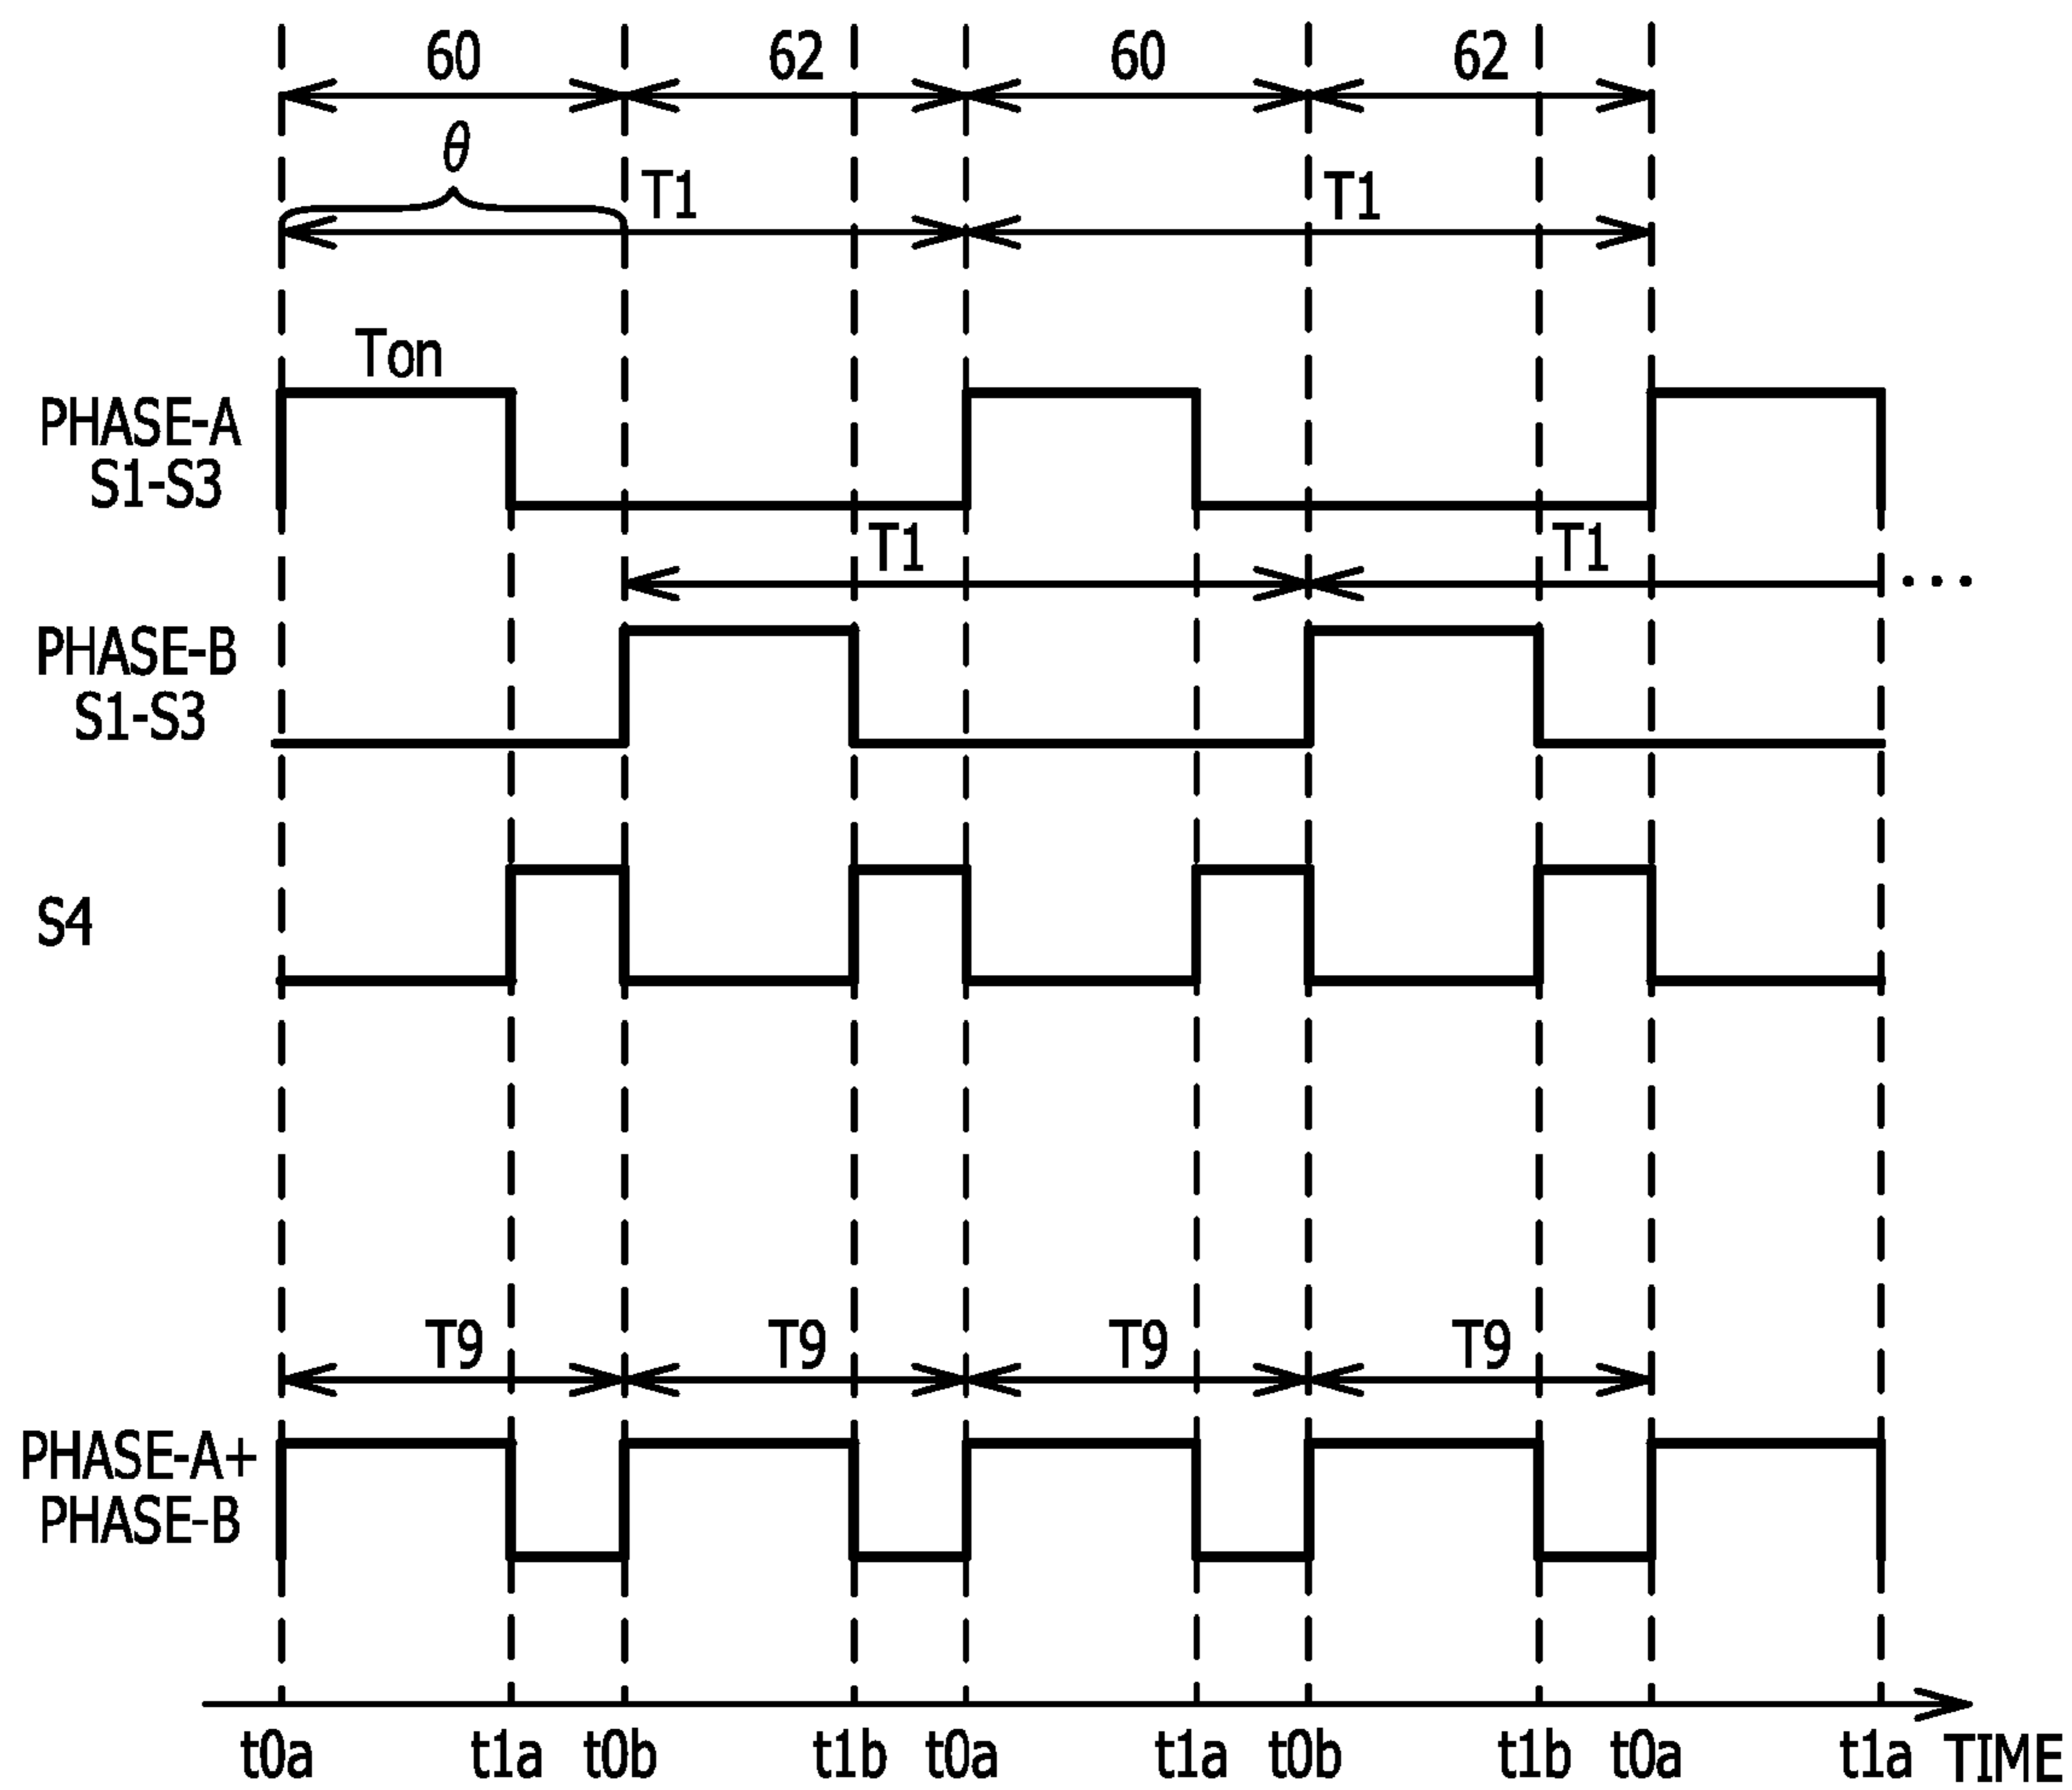 60 62 60 62
θ
T1 T1
Ton
PHASE-A
S1-S3
T1 T1
...
PHASE-B
S1-S3
S4
T9 T9 T9 T9
PHASE-A+
PHASE-B
t0a t1a t0b t1b t0a t1a t0b t1b t0a t1a TIME